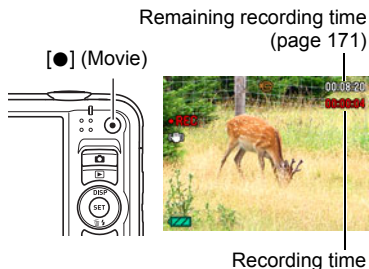 Remaining recording time
(page 171)
[●] (Movie)
00:08:20
00:00:04
●REC
DISP
SET
Recording time